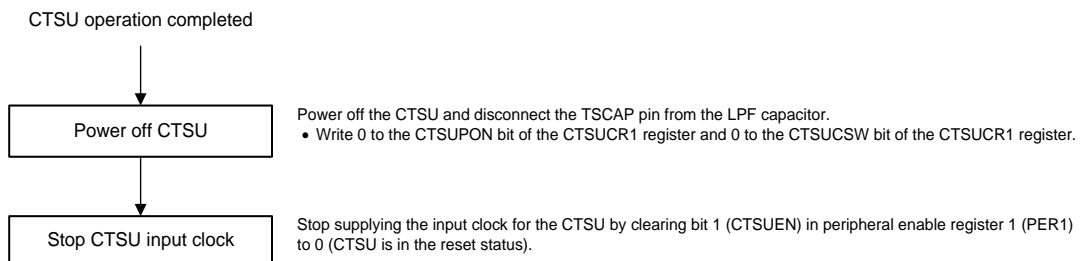 CTSU operation completed
Power off CTSU
Power off the CTSU and disconnect the TSCAP pin from the LPF capacitor.
• Write 0 to the CTSUPON bit of the CTSUCR1 register and 0 to the CTSUCSW bit of the CTSUCR1 register.
Stop CTSU input clock
Stop supplying the input clock for the CTSU by clearing bit 1 (CTSUEN) in peripheral enable register 1 (PER1)
to 0 (CTSU is in the reset status).